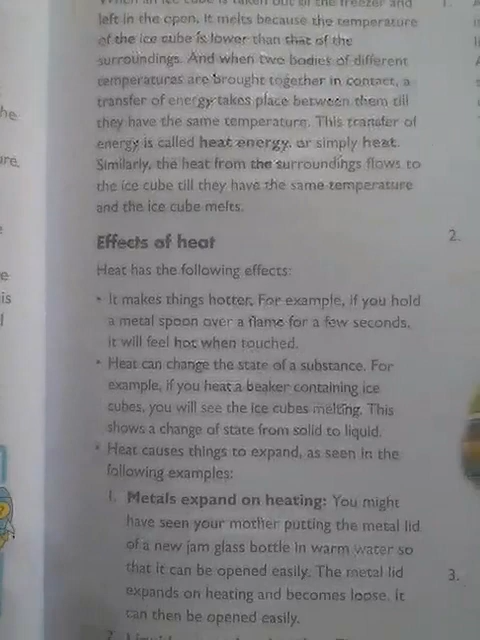 When an ice cube is taken out of the freezer and
left in the open, it melts because the temperature
of the ice cube is lower than that of the
surroundings. And when two bodies of different
temperatures are brought together in contact, a
transfer of energy takes place between them till
they have the same temperature. This transfer of
energy is called heat energy, or simply heat.
Similarly, the heat from the surroundings flows to
the ice cube till they have the same temperature
and the ice cube melts.
Effects of heat
Heat has the following effects:
• It makes things hotter. For example, if you hold
a metal spoon over a flame for a few seconds,
it will feel hot when touched.
• Heat can change the state of a substance. For
example, if you heat a beaker containing ice
cubes, you will see the ice cubes melting. This
shows a change of state from solid to liquid.
• Heat causes things to expand, as seen in the
following examples:
1. Metals expand on heating: You might
have seen your mother putting the metal lid
of a new jam glass bottle in warm water so
that it can be opened easily. The metal lid
expands on heating and becomes loose. It
can then be opened easily.
2.
he
is
1.
2.
3.